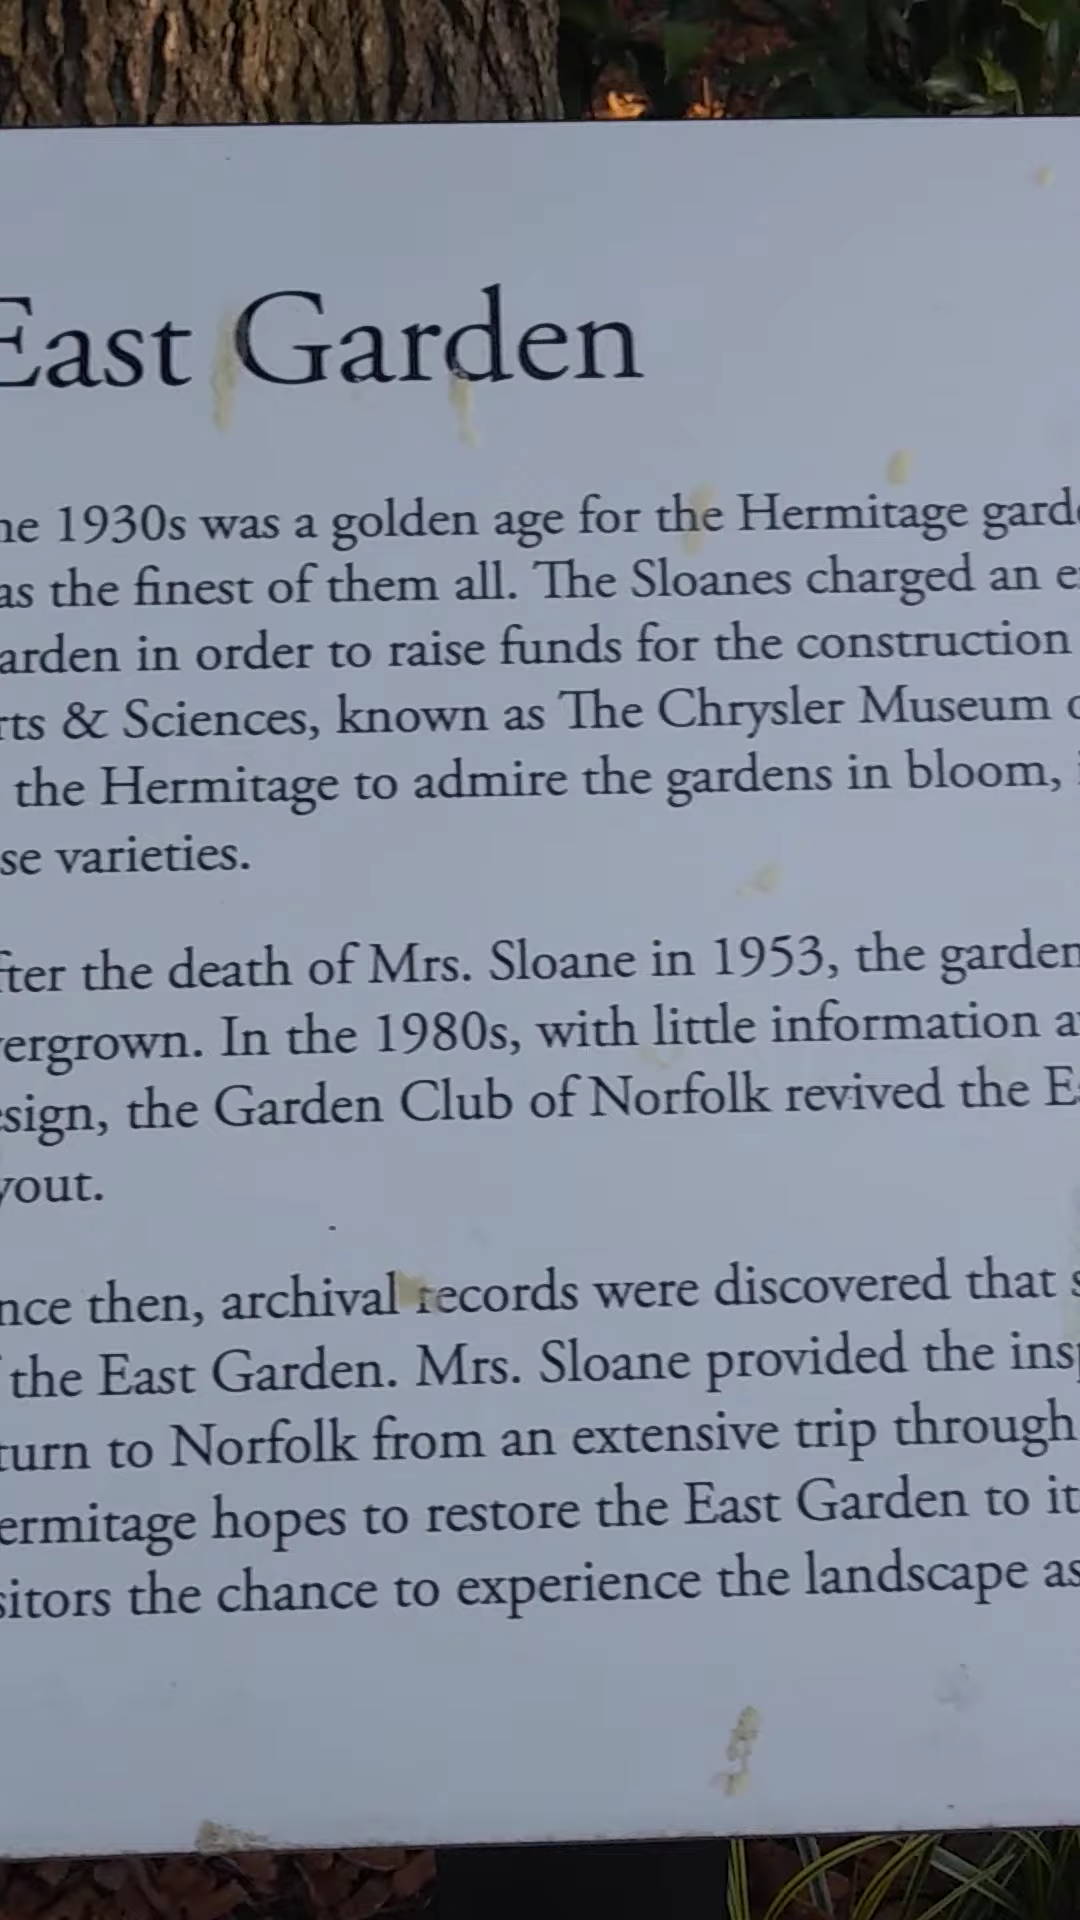 East Garden
he 1930s was a golden age for the Hermitage gard
as the finest of them all. The Sloanes charged an e
arden in order to raise funds for the construction
rts & Sciences, known as The Chrysler Museum
the Hermitage to admire the gardens in bloom,
se varieties.
fter the death of Mrs. Sloane in 1953, the garden
ergrown. In the 1980s, with little information a
sign, the Garden Club of Norfolk revived the E
yout.
nce then, archival records were discovered that s
the East Garden. Mrs. Sloane provided the insp
turn to Norfolk from an extensive trip through
ermitage hopes to restore the East Garden to it
sitors the chance to experience the landscape as